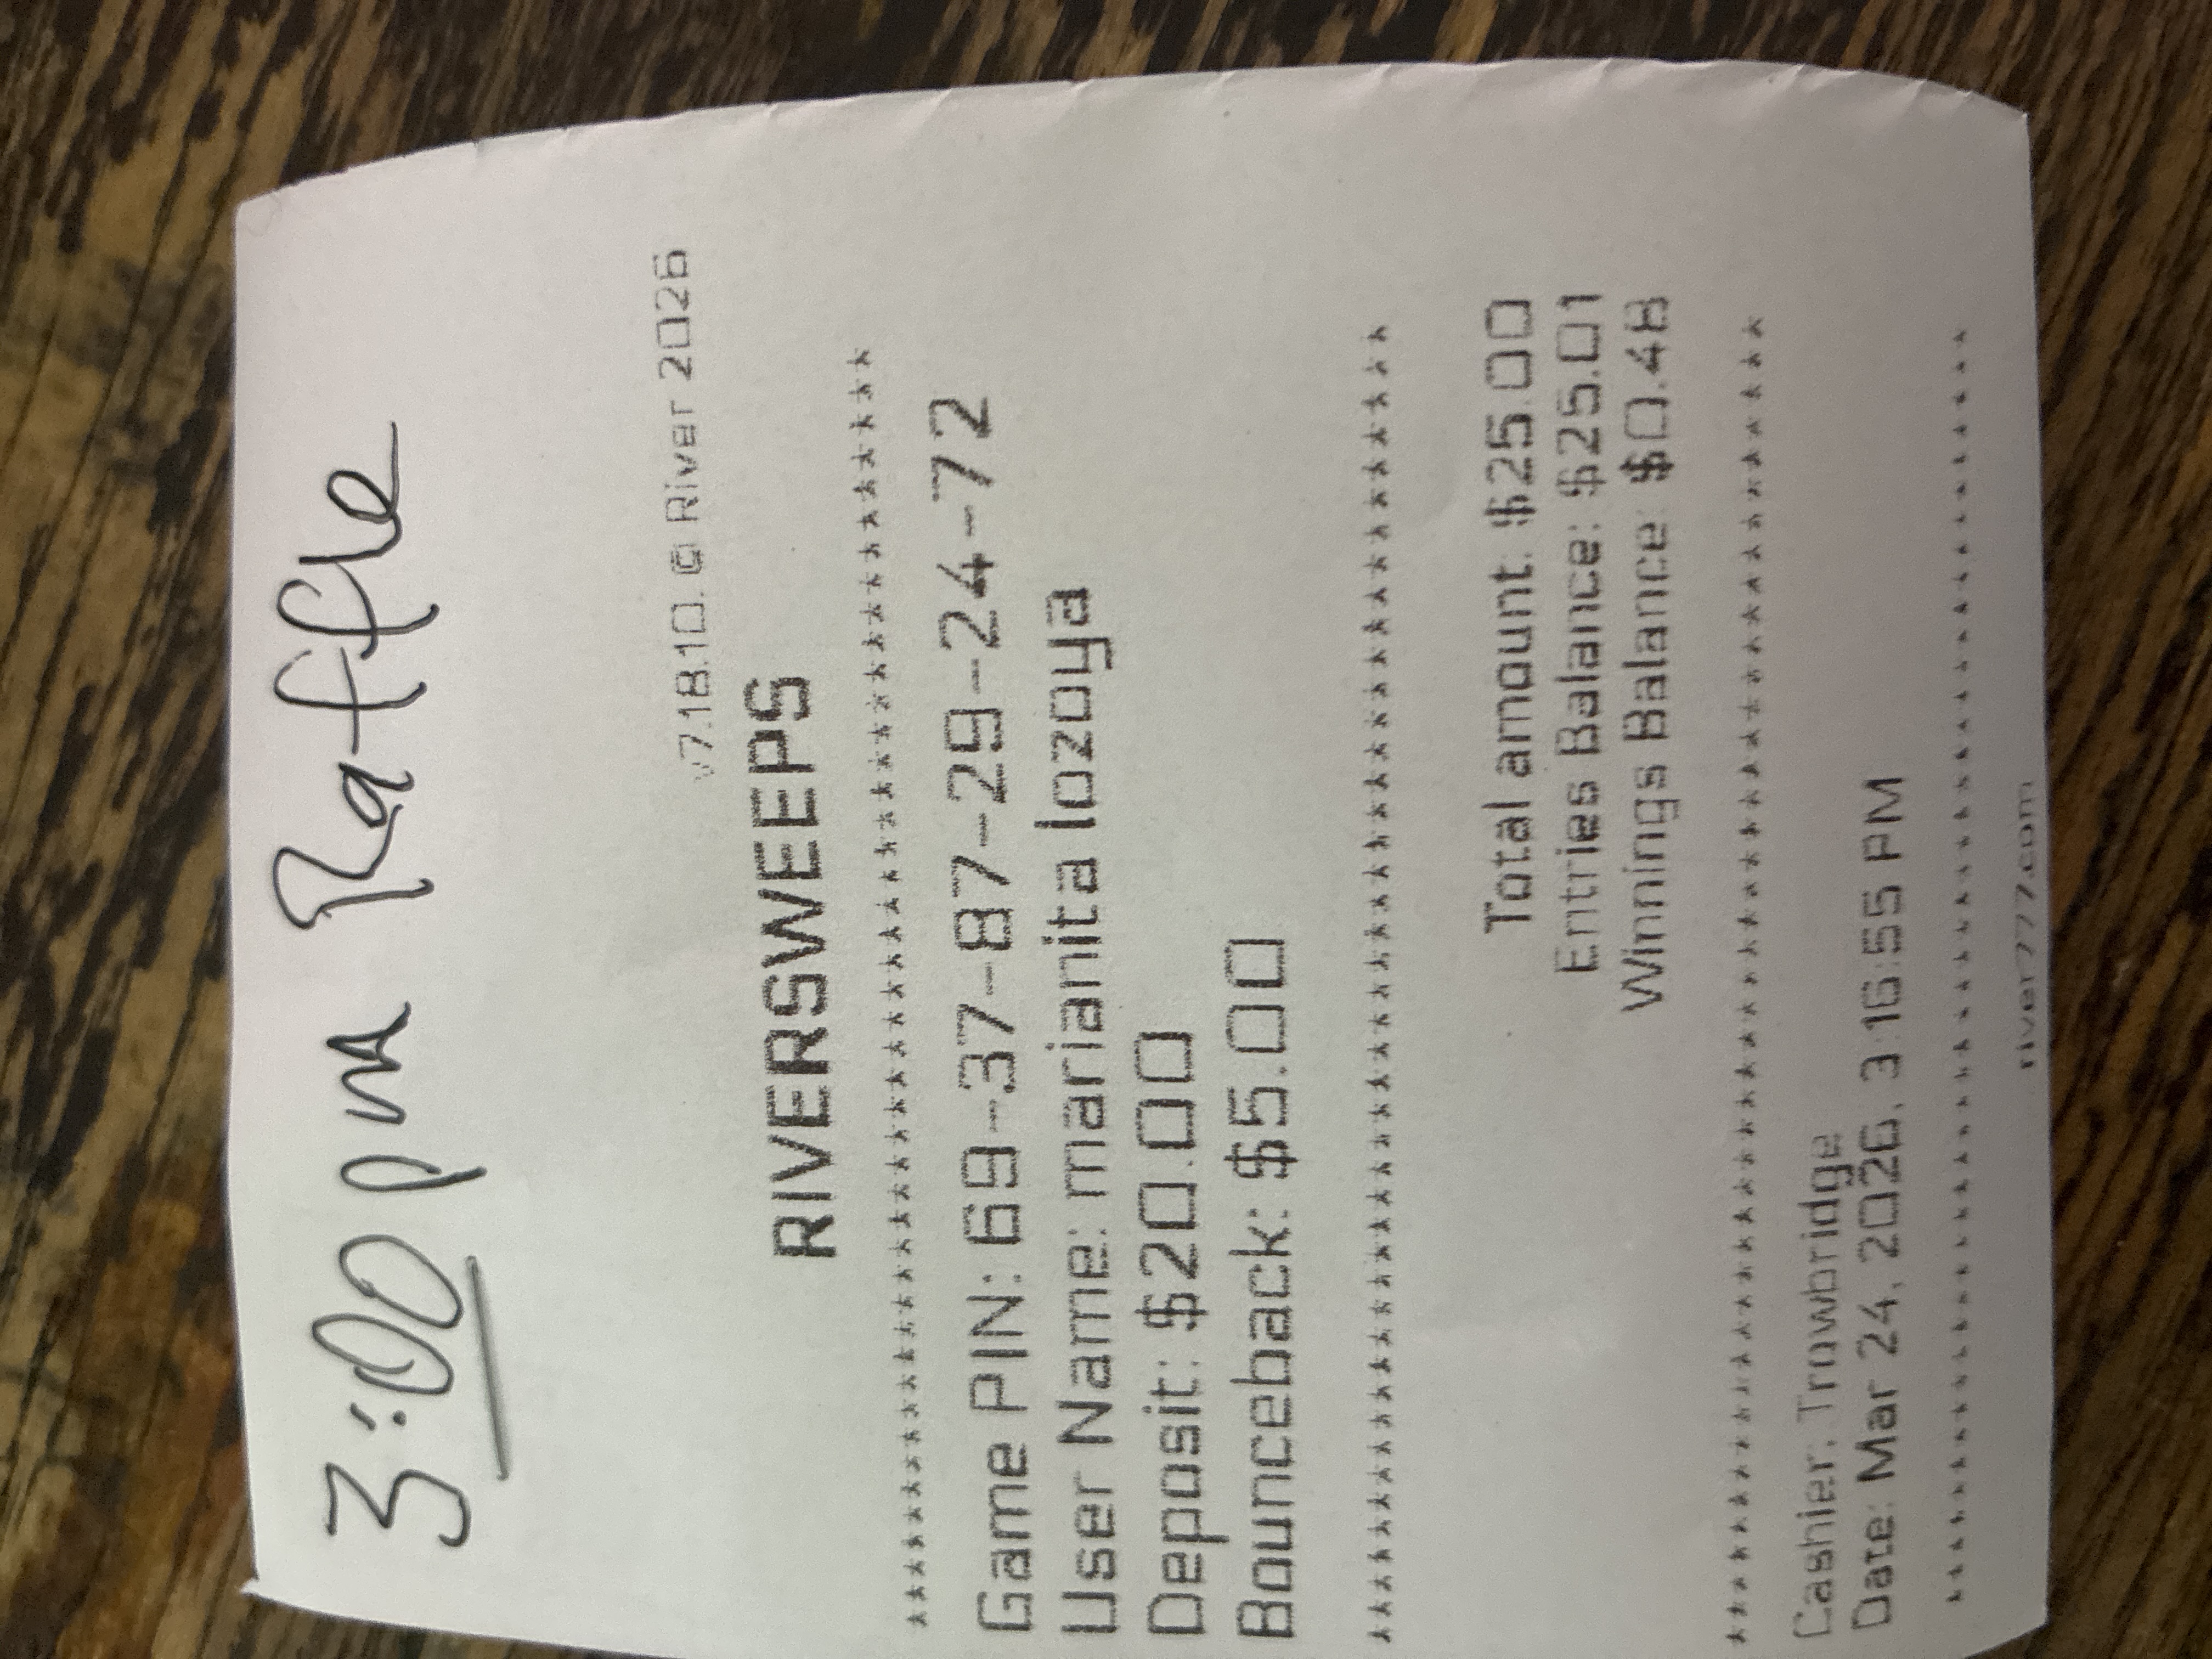 3:00 pm Raffle
v7.18.10. @ River 2026
RIVERSWEEPS
Game PIN: 69-37-87-29-24-72
User Name: marianita lozoya
Deposit: $20.00
Bounceback: $5.00
Total amount: $25.00
Entries Balance: $25.01
Winnings Balance: $0.48
Cashier: Trowbridge
Date: Mar 24, 2026, 3:16:55 PM
river777.com